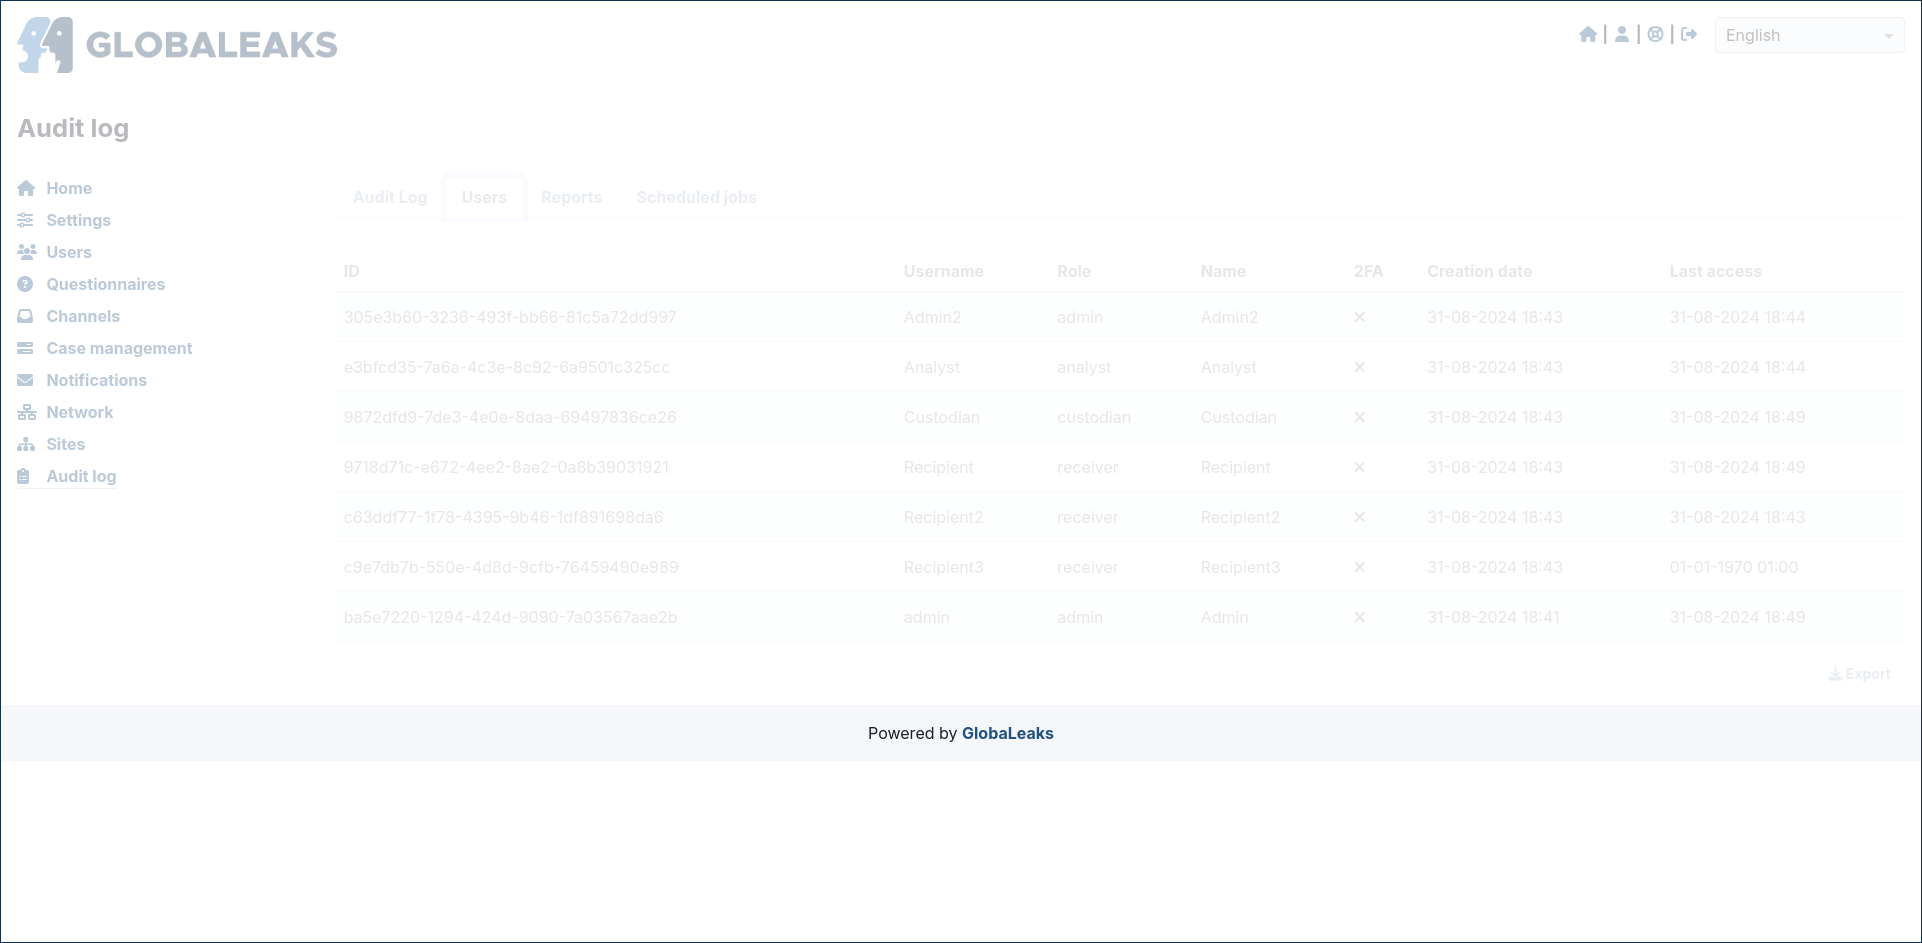 GLOBALEAKS
English
Audit log
Home
Settings
Users
Questionnaires
Channels
Case management
Notifications
Network
Sites
Audit log
Audit Log Users Reports Scheduled jobs
ID Username Role Name 2FA Creation date Last access
305e3b60-3236-493f-bb66-81c5a72dd997 Admin2 admin Admin2 31-08-2024 18:43 31-08-2024 18:44
e3bfcd35-7a6a-4c3e-8c92-6a9501c325cc Analyst analyst Analyst 31-08-2024 18:43 31-08-2024 18:44
9872dfd9-7de3-4e0e-8daa-69497836ce26 Custodian custodian Custodian 31-08-2024 18:43 31-08-2024 18:49
9718d71c-e672-4ee2-8ae2-0a8b39031921 Recipient receiver Recipient 31-08-2024 18:43 31-08-2024 18:49
c63ddf77-1f78-4395-9b46-1df891698da6 Recipient2 receiver Recipient2 31-08-2024 18:43 31-08-2024 18:43
c9e7db7b-550e-4d8d-9cfb-76459490e989 Recipient3 receiver Recipient3 31-08-2024 18:43 01-01-1970 01:00
ba5e7220-1294-424d-9090-7a03567aae2b admin admin Admin 31-08-2024 18:41 31-08-2024 18:49
Export
Powered by GlobaLeaks